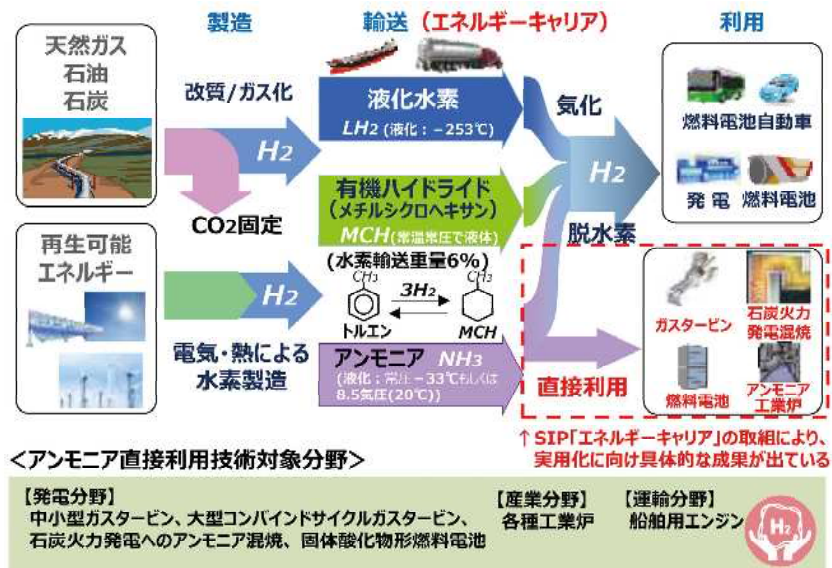 製造
輸送（エネルギーキャリア）
利用
天然ガス
石油
石炭
改質/ガス化
H2
CO2固定
再生可能
エネルギー
H2
電気・熱による
水素製造
液化水素
LH2 (液化：－253℃)
有機ハイドライド
（メチルシクロヘキサン）
MCH(常温常圧で液体)
(水素輸送重量6%)
CH3
CH3
3H2
トルエン
MCH
アンモニア NH3
(液化：常圧－33℃もしくは
8.5気圧(20℃))
気化
H2
脱水素
直接利用
燃料電池自動車
発電
燃料電池
ガスタービン
石炭火力
発電混焼
燃料電池
アンモニア
工業炉
↑SIP「エネルギーキャリア」の取組により、
実用化に向け具体的な成果が出ている
＜アンモニア直接利用技術対象分野＞
【発電分野】
中小型ガスタービン、大型コンバインドサイクルガスタービン、
石炭火力発電へのアンモニア混焼、固体酸化物形燃料電池
【産業分野】
各種工業炉
【運輸分野】
船舶用エンジン
H2